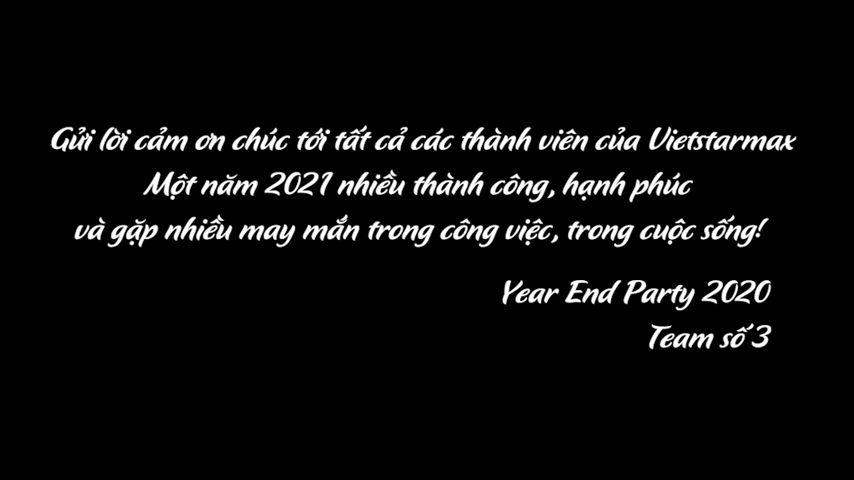 Gửi lời cảm ơn chúc tới tất cả các thành viên của Vietstarmax
Một năm 2021 nhiều thành công, hạnh phúc
và gặp nhiều may mắn trong công việc, trong cuộc sống!
Year End Party 2020
Team số 3